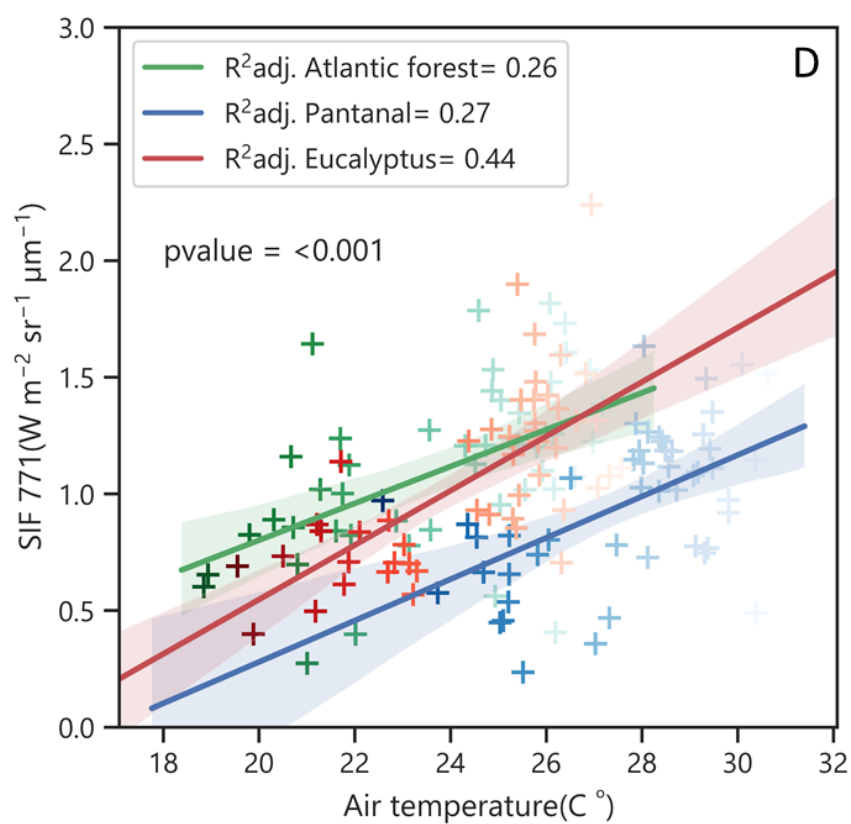 D
R²adj. Atlantic forest= 0.26
R²adj. Pantanal= 0.27
R²adj. Eucalyptus= 0.44
pvalue = <0.001
SIF 771(W m⁻² sr⁻¹ μm⁻¹)
3.0
2.5
2.0
1.5
1.0
0.5
0.0
18 20 22 24 26 28 30 32
Air temperature(C °)